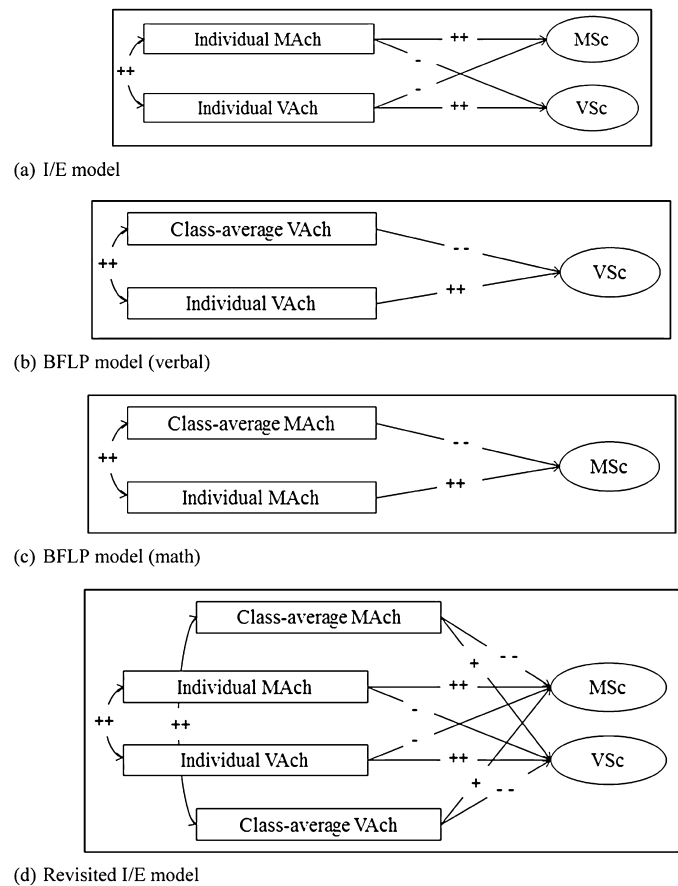 Individual MAch
++
MSc
-
++
-
Individual VAch
++
VSc
(a) I/E model
Class-average VAch
--
++
VSc
Individual VAch
++
(b) BFLP model (verbal)
Class-average MAch
--
++
MSc
Individual MAch
++
(c) BFLP model (math)
Class-average MAch
--
+
Individual MAch
++
MSc
-
++
++
-
Individual VAch
++
VSc
+
--
Class-average VAch
(d) Revisited I/E model